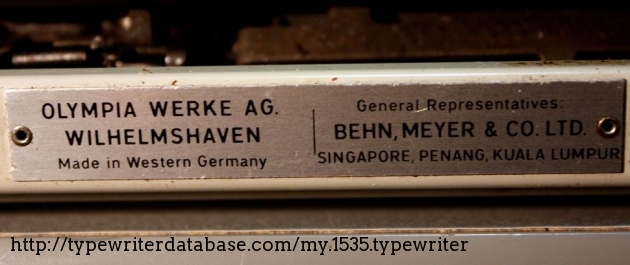 OLYMPIA WERKE AG.
WILHELMSHAVEN
Made in Western Germany
General Representatives:
BEHN, MEYER & CO. LTD.
SINGAPORE, PENANG, KUALA LUMPUR
http://typewriterdatabase.com/my.1535.typewriter